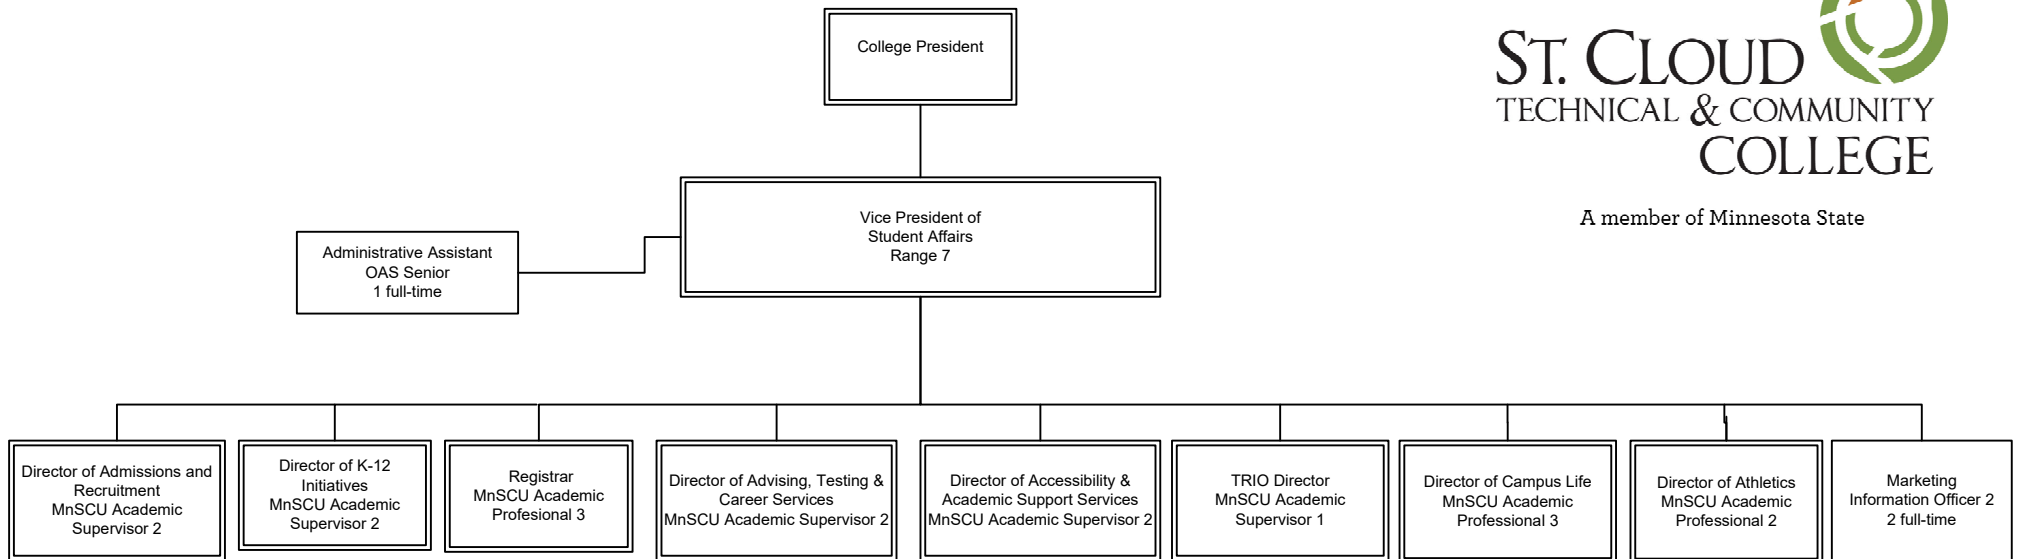 College President
ST. CLOUD
TECHNICAL & COMMUNITY
COLLEGE
A member of Minnesota State
Vice President of
Student Affairs
Range 7
Administrative Assistant
OAS Senior
1 full-time
Director of Admissions and
Recruitment
MnSCU Academic
Supervisor 2
Director of K-12
Initiatives
MnSCU Academic
Supervisor 2
Registrar
MnSCU Academic
Profesional 3
Director of Advising, Testing &
Career Services
MnSCU Academic Supervisor 2
Director of Accessibility &
Academic Support Services
MnSCU Academic Supervisor 2
TRIO Director
MnSCU Academic
Supervisor 1
Director of Campus Life
MnSCU Academic
Professional 3
Director of Athletics
MnSCU Academic
Professional 2
Marketing
Information Officer 2
2 full-time